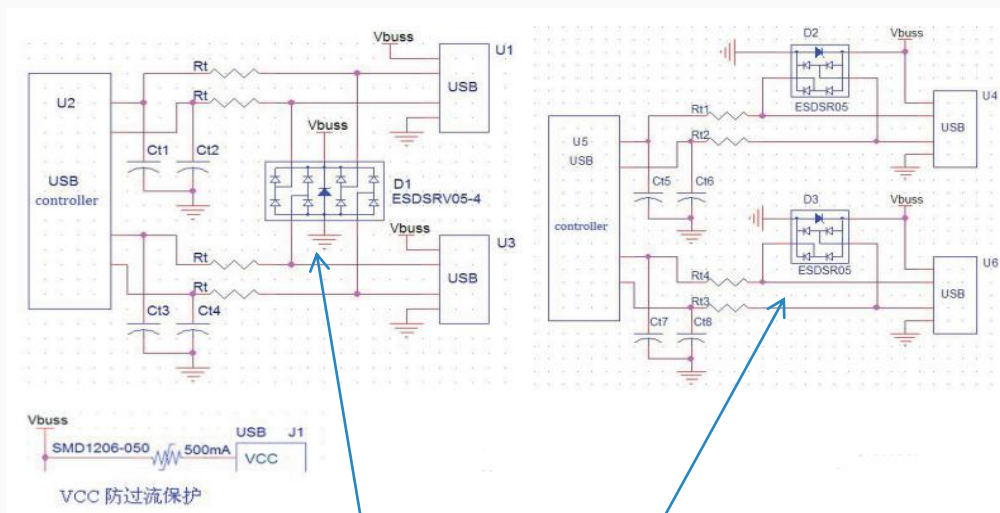 Vbuss
U1
USB
Rt
Rt
U2
USB
controller
Ct1
Ct2
Vbuss
D1
ESDSRV05-4
Vbuss
U3
USB
Rt
Rt
Ct3
Ct4
D2
Vbuss
ESDSR05
U4
USB
Rt1
Rt2
U5
USB
controller
Ct5
Ct6
D3
Vbuss
ESDSR05
U6
USB
Rt4
Rt3
Ct7
Ct8
Vbuss
SMD1206-050
500mA
USB J1
VCC
VCC 防过流保护